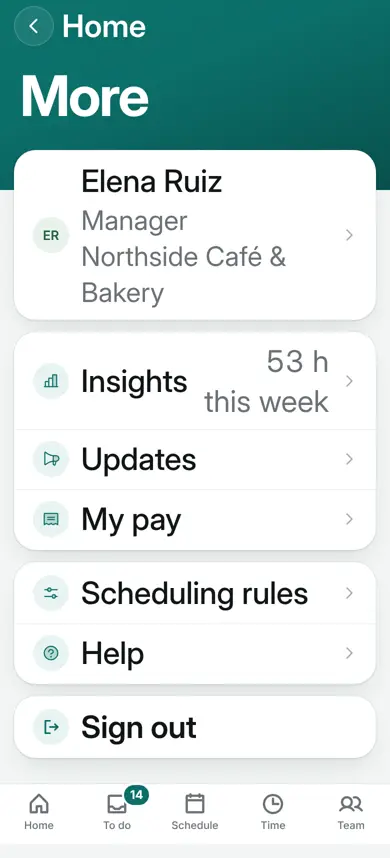 Home
More
Elena Ruiz
ER
Manager
Northside Café &
Bakery
Insights
53 h
this week
Updates
My pay
Scheduling rules
Help
Sign out
14
Home
To do
Schedule
Time
Team